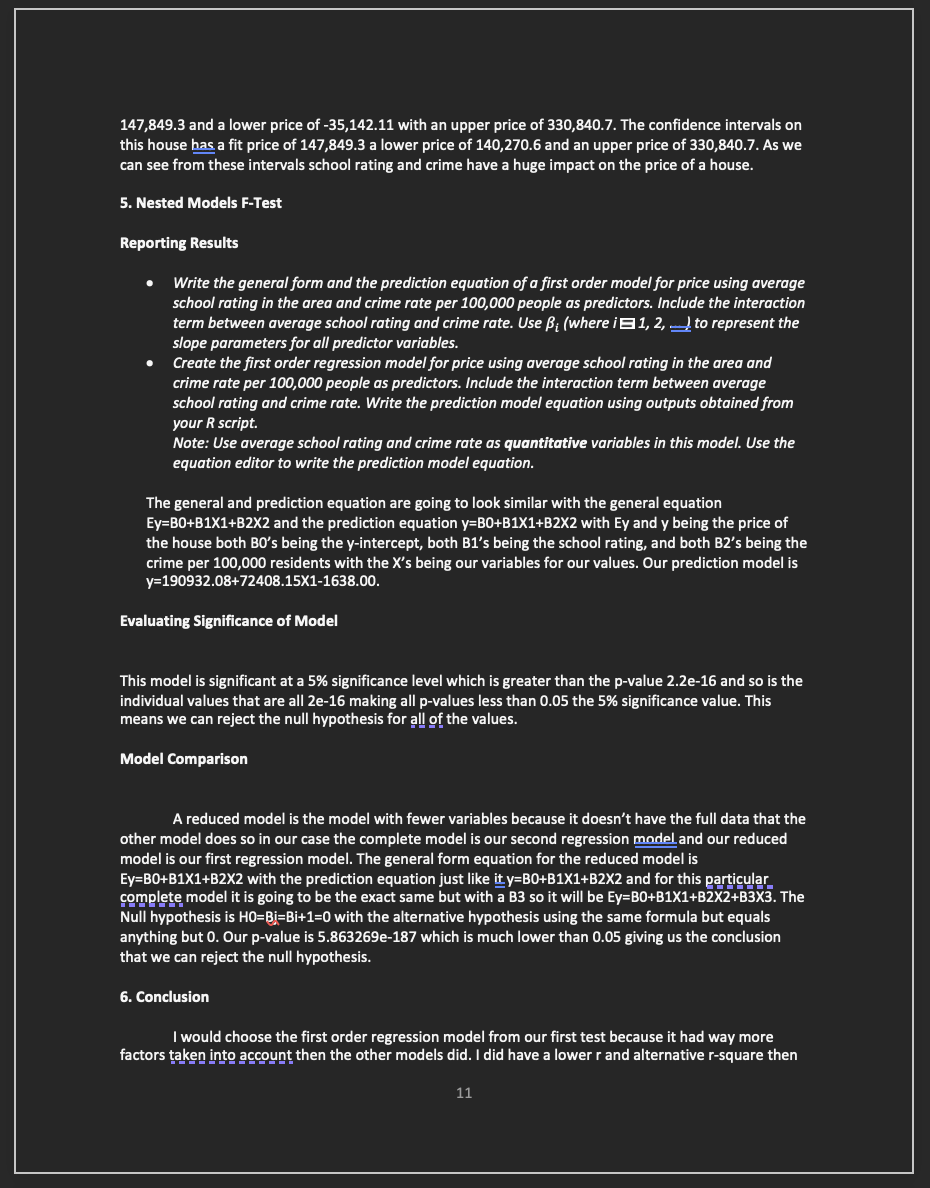 147,849.3 and a lower price of -35,142.11 with an upper price of 330,840.7. The confidence intervals on
this house has a fit price of 147,849.3 a lower price of 140,270.6 and an upper price of 330,840.7. As we
can see from these intervals school rating and crime have a huge impact on the price of a house.
5. Nested Models F-Test
Reporting Results
• Write the general form and the prediction equation of a first order model for price using average
school rating in the area and crime rate per 100,000 people as predictors. Include the interaction
term between average school rating and crime rate. Use βᵢ (where i = 1, 2, ...) to represent the
slope parameters for all predictor variables.
• Create the first order regression model for price using average school rating in the area and
crime rate per 100,000 people as predictors. Include the interaction term between average
school rating and crime rate. Write the prediction model equation using outputs obtained from
your R script.
Note: Use average school rating and crime rate as quantitative variables in this model. Use the
equation editor to write the prediction model equation.
The general and prediction equation are going to look similar with the general equation
Ey=B0+B1X1+B2X2 and the prediction equation y=B0+B1X1+B2X2 with Ey and y being the price of
the house both B0’s being the y-intercept, both B1’s being the school rating, and both B2’s being the
crime per 100,000 residents with the X’s being our variables for our values. Our prediction model is
y=190932.08+72408.15X1-1638.00.
Evaluating Significance of Model
This model is significant at a 5% significance level which is greater than the p-value 2.2e-16 and so is the
individual values that are all 2e-16 making all p-values less than 0.05 the 5% significance value. This
means we can reject the null hypothesis for all of the values.
Model Comparison
A reduced model is the model with fewer variables because it doesn’t have the full data that the
other model does so in our case the complete model is our second regression model and our reduced
model is our first regression model. The general form equation for the reduced model is
Ey=B0+B1X1+B2X2 with the prediction equation just like it y=B0+B1X1+B2X2 and for this particular
complete model it is going to be the exact same but with a B3 so it will be Ey=B0+B1X1+B2X2+B3X3. The
Null hypothesis is H0=Bi=Bi+1=0 with the alternative hypothesis using the same formula but equals
anything but 0. Our p-value is 5.863269e-187 which is much lower than 0.05 giving us the conclusion
that we can reject the null hypothesis.
6. Conclusion
I would choose the first order regression model from our first test because it had way more
factors taken into account then the other models did. I did have a lower r and alternative r-square then
11